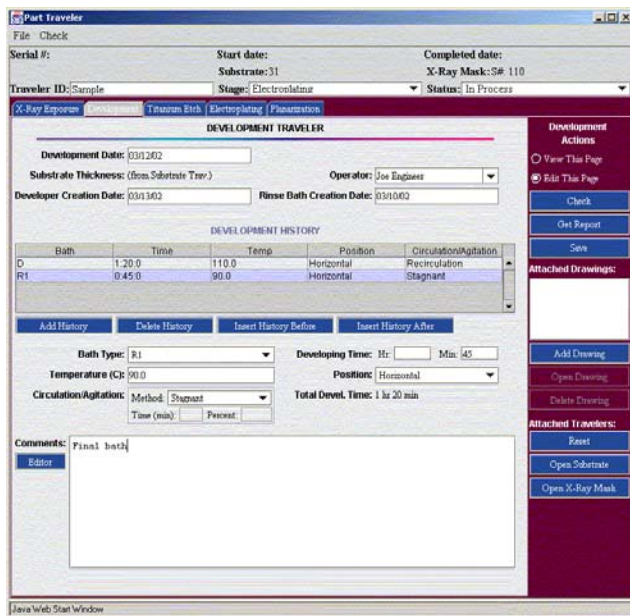 Part Traveler
File Check
Serial #: Start date: Completed date:
Substrate: 31 X-Ray Mask: S#: 110
Traveler ID: Sample Stage: Electroplating Status: In Process
X-Ray Exposure Development Titanium Etch Electroplating Planarization
DEVELOPMENT TRAVELER
Development Date: 03/12/02
Substrate Thickness: (from Substrate Trav.) Operator: Joe Engineer
Developer Creation Date: 03/13/02 Rinse Bath Creation Date: 03/10/02
DEVELOPMENT HISTORY
Bath Time Temp Position Circulation/Agitation
D 1:20:0 110.0 Horizontal Recirculation
R1 0:45:0 90.0 Horizontal Stagnant
Add History Delete History Insert History Before Insert History After
Bath Type: R1 Developing Time: Hr: Min: 45
Temperature (C): 90.0 Position: Horizontal
Circulation/Agitation: Method: Stagnant Total Devel. Time: 1 hr 20 min
Time (min): Percent:
Comments: Final bath
Editor
Development
Actions
View This Page
Edit This Page
Check
Get Report
Save
Attached Drawings:
Add Drawing
Open Drawing
Delete Drawing
Attached Travelers:
Reset
Open Substrate
Open X-Ray Mask
Java Web Start Window